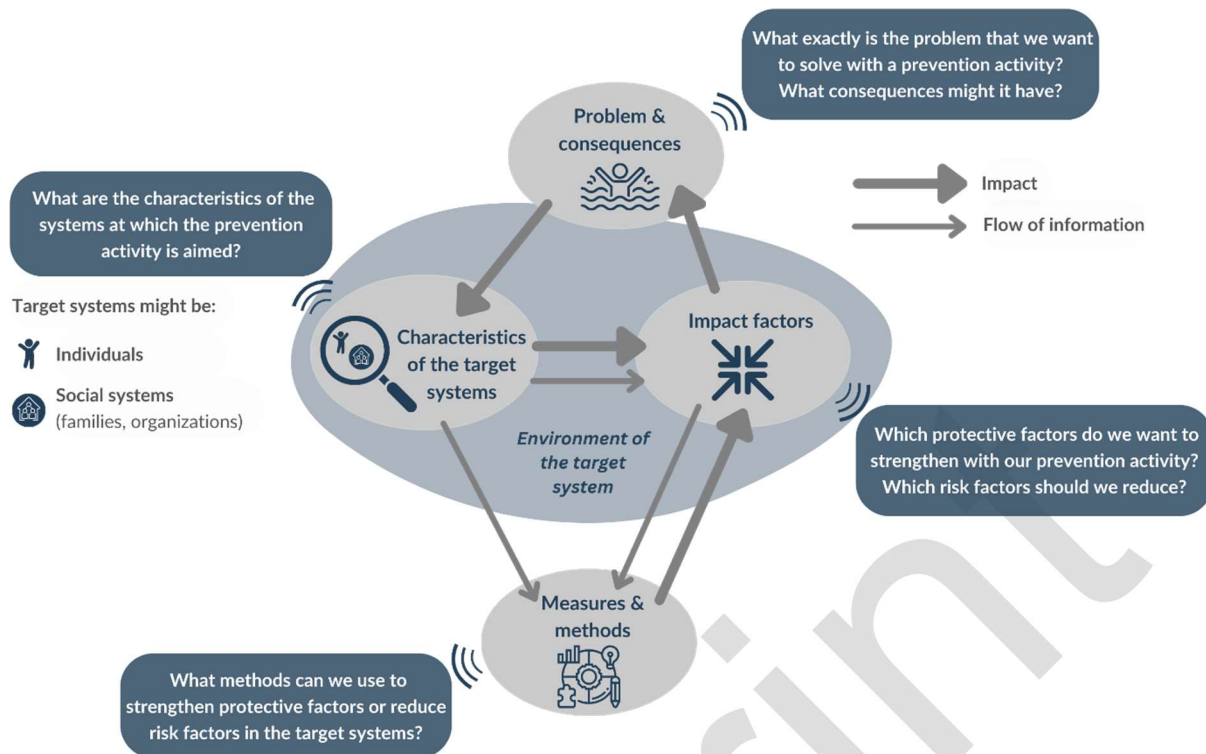 What exactly is the problem that we want
to solve with a prevention activity?
What consequences might it have?
Problem &
consequences
Impact
Flow of information
What are the characteristics of the
systems at which the prevention
activity is aimed?
Target systems might be:
Individuals
Social systems
(families, organizations)
Characteristics
of the target
systems
Impact factors
Environment of
the target
system
Which protective factors do we want to
strengthen with our prevention activity?
Which risk factors should we reduce?
Measures &
methods
What methods can we use to
strengthen protective factors or reduce
risk factors in the target systems?